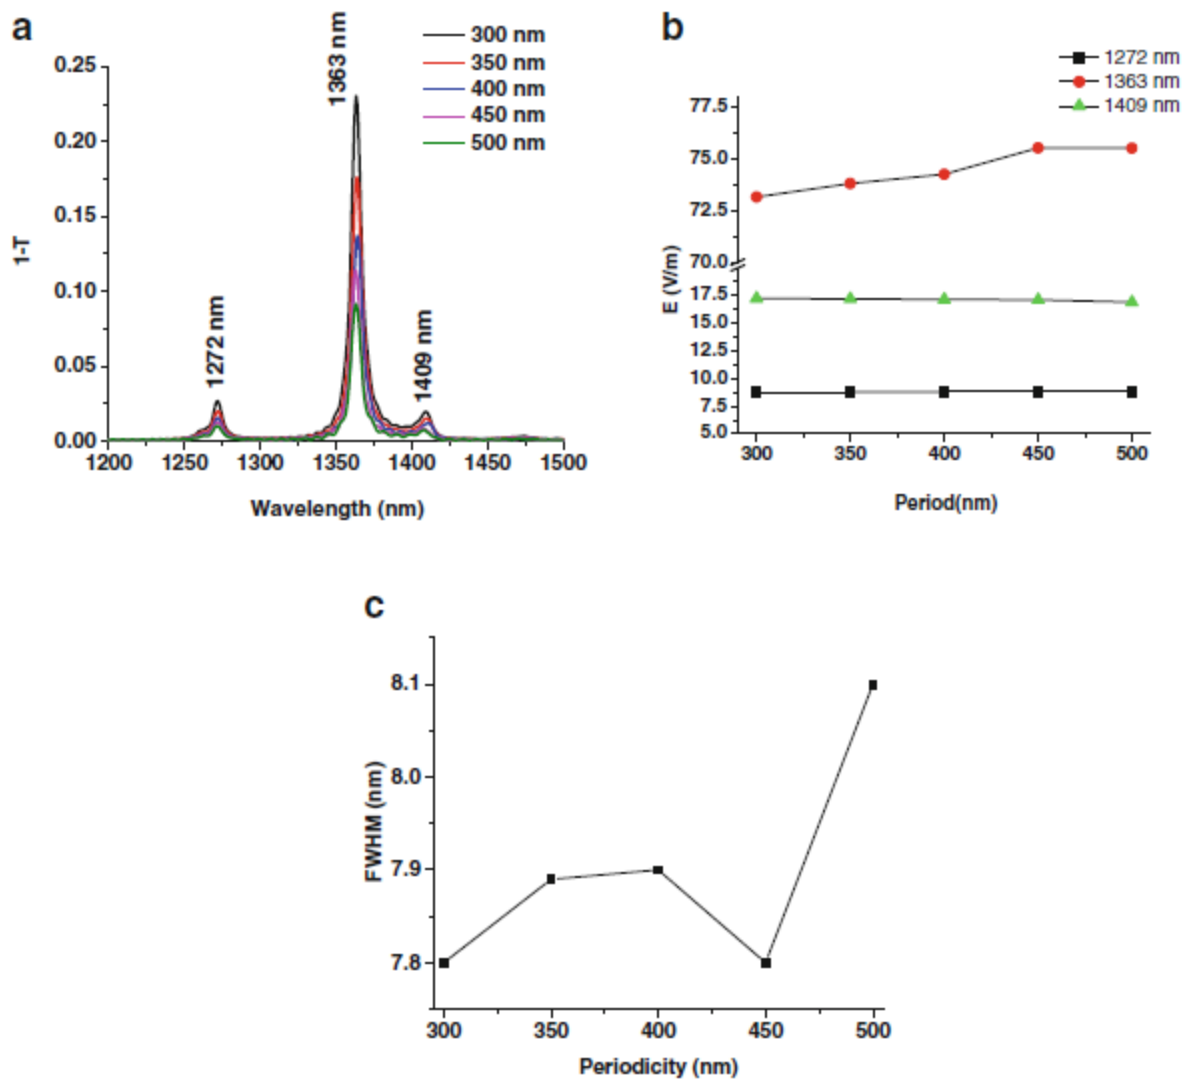 a
1363 nm
300 nm
350 nm
400 nm
450 nm
500 nm
0.25
0.20
0.15
0.10
0.05
0.00
1-T
1272 nm
1409 nm
1200 1250 1300 1350 1400 1450 1500
Wavelength (nm)
b
1272 nm
1363 nm
1409 nm
77.5
75.0
72.5
70.0
17.5
15.0
12.5
10.0
7.5
5.0
E (V/m)
300 350 400 450 500
Period(nm)
c
8.1
8.0
7.9
7.8
FWHM (nm)
300 350 400 450 500
Periodicity (nm)